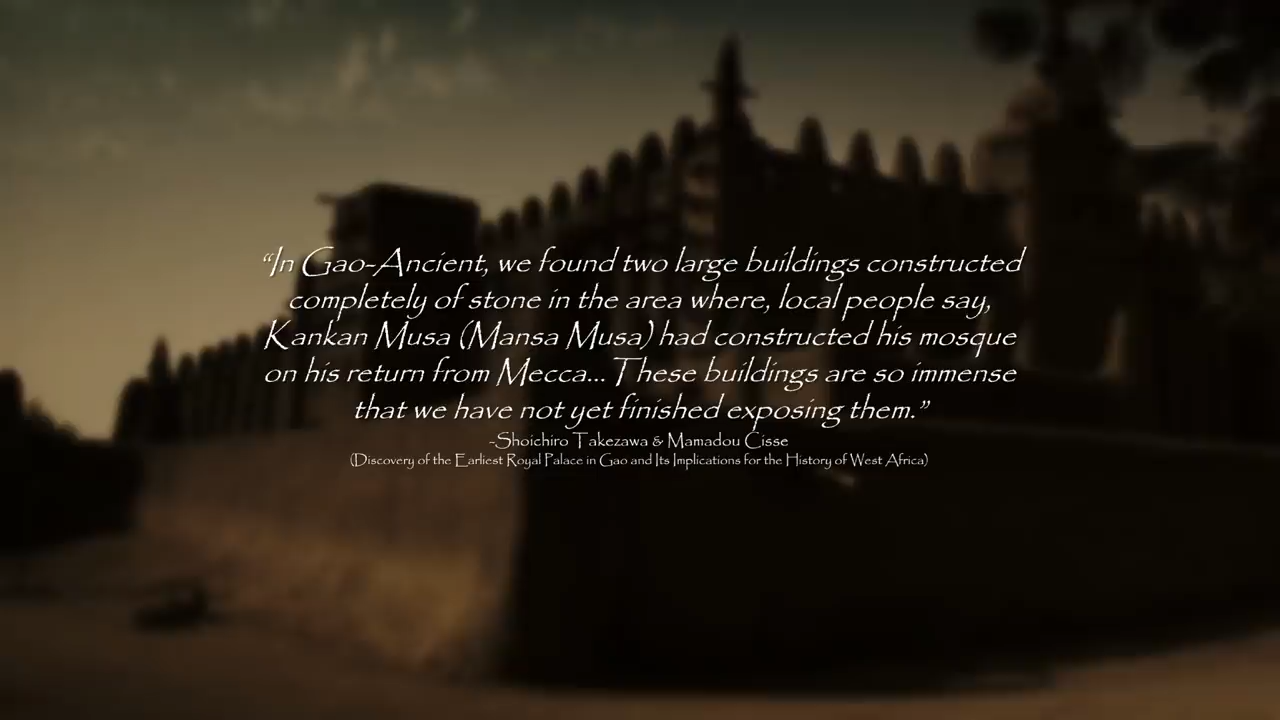 “In Gao-Ancient, we found two large buildings constructed
completely of stone in the area where, local people say,
Kankan Musa (Mansa Musa) had constructed his mosque
on his return from Mecca... These buildings are so immense
that we have not yet finished exposing them.”
-Shoichiro Takezawa & Mamadou Cisse
(Discovery of the Earliest Royal Palace in Gao and Its Implications for the History of West Africa)